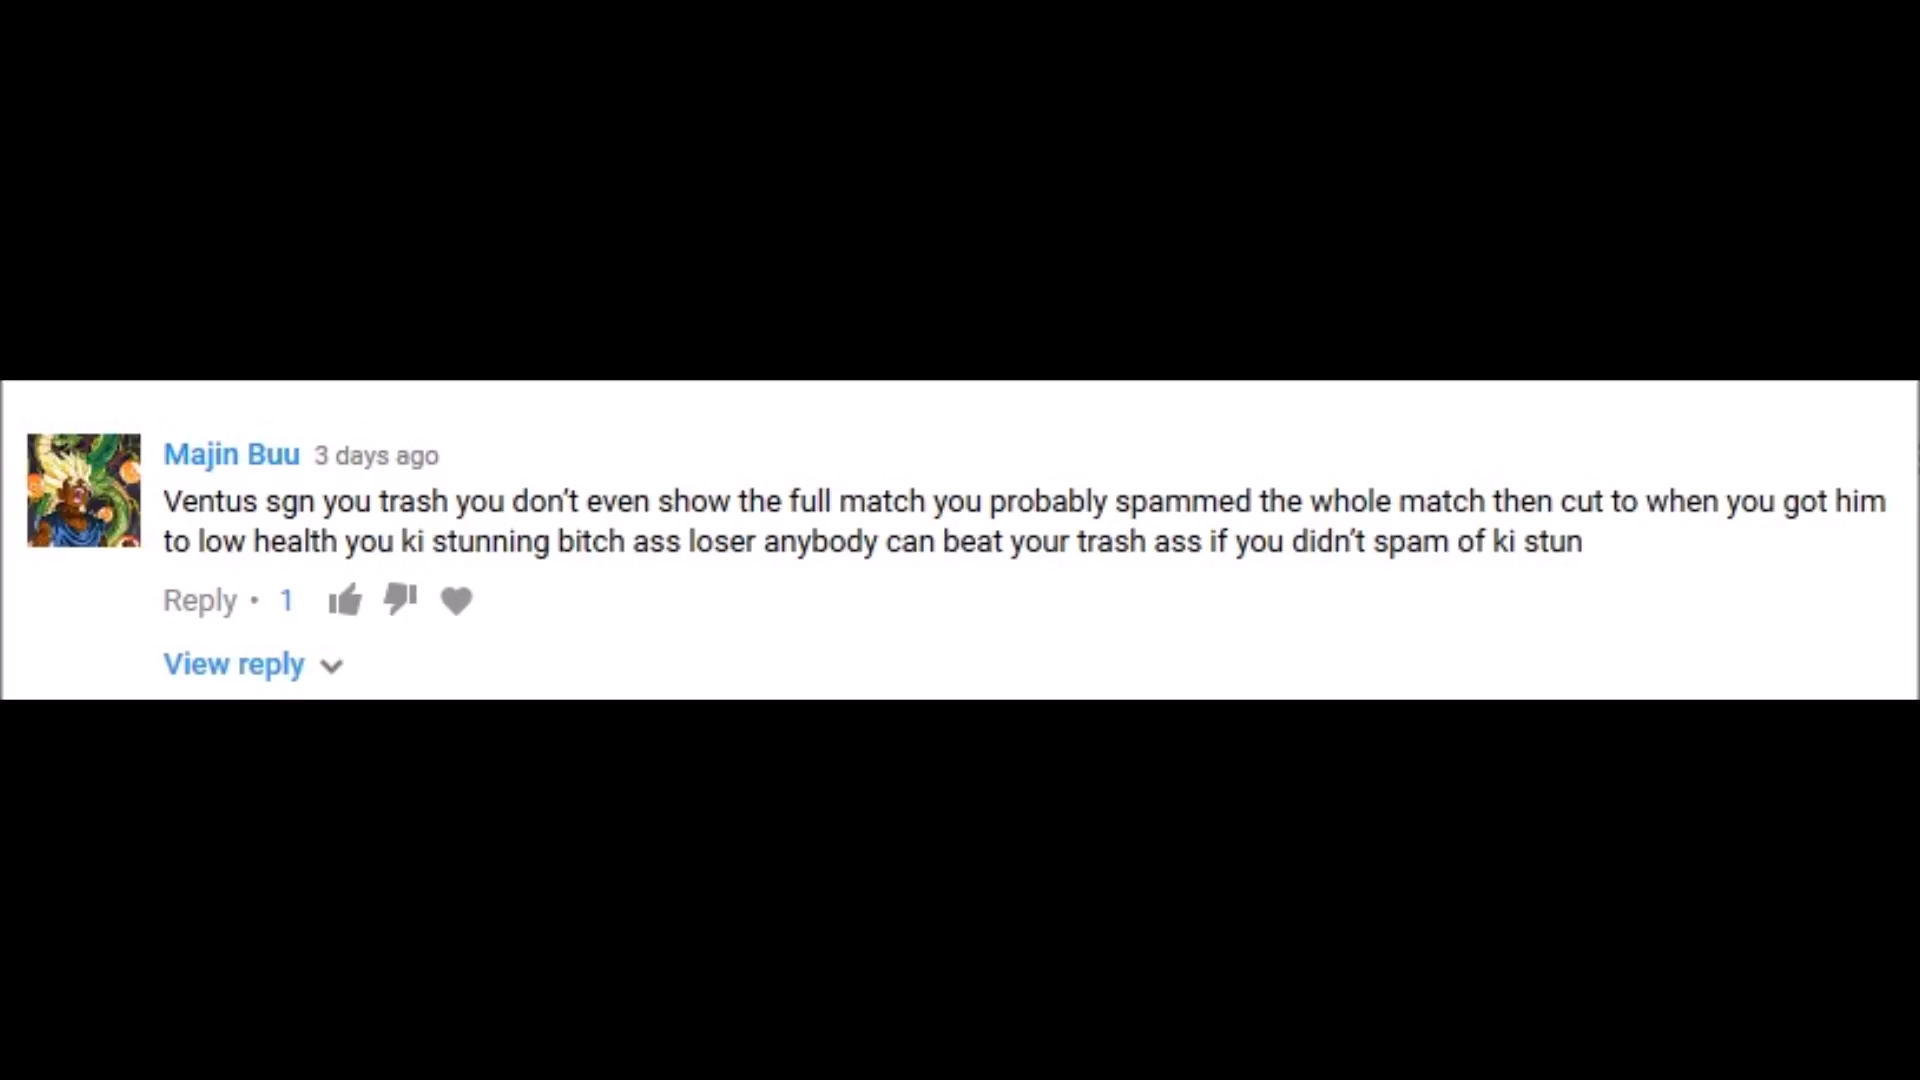 Majin Buu 3 days ago
Ventus sgn you trash you don't even show the full match you probably spammed the whole match then cut to when you got him
to low health you ki stunning bitch ass loser anybody can beat your trash ass if you didn't spam of ki stun
Reply • 1
View reply